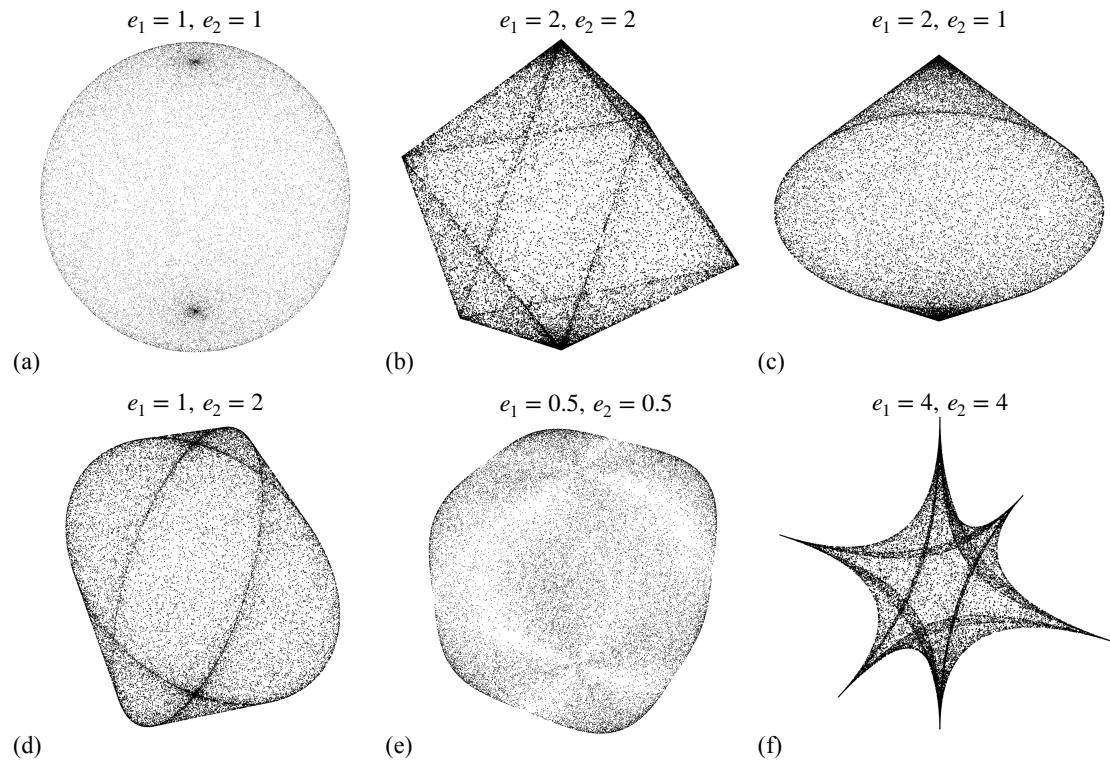 e₁ = 1, e₂ = 1
e₁ = 2, e₂ = 2
e₁ = 2, e₂ = 1
(a)
(b)
(c)
e₁ = 1, e₂ = 2
e₁ = 0.5, e₂ = 0.5
e₁ = 4, e₂ = 4
(d)
(e)
(f)